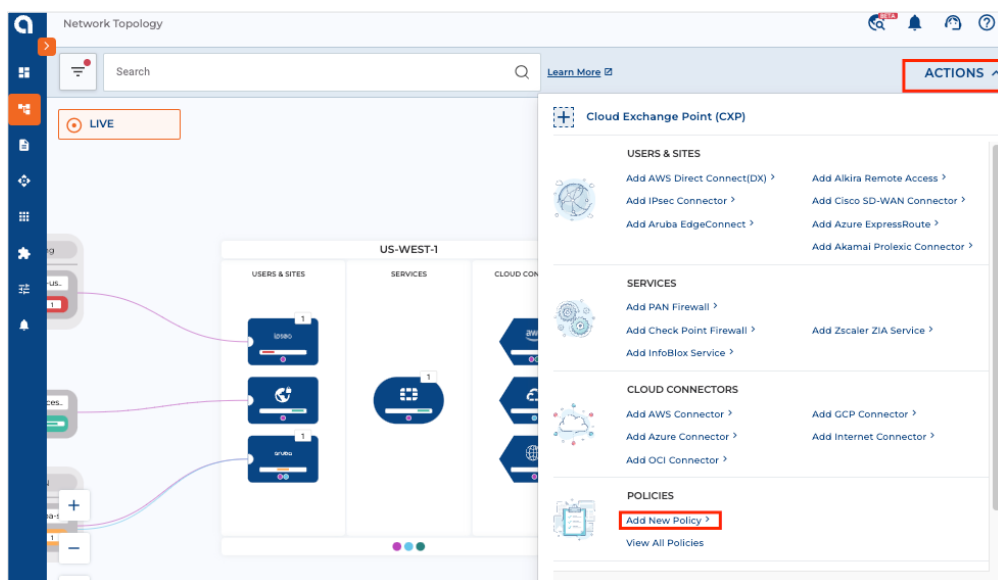 Network Topology
BETA
Search
Learn More
ACTIONS
LIVE
Cloud Exchange Point (CXP)
USERS & SITES
Add AWS Direct Connect(DX)
Add Alkira Remote Access
Add IPsec Connector
Add Cisco SD-WAN Connector
Add Aruba EdgeConnect
Add Azure ExpressRoute
Add Akamai Prolexic Connector
SERVICES
Add PAN Firewall
Add Check Point Firewall
Add Zscaler ZIA Service
Add InfoBlox Service
CLOUD CONNECTORS
Add AWS Connector
Add GCP Connector
Add Azure Connector
Add Internet Connector
Add OCI Connector
POLICIES
Add New Policy
View All Policies
US-WEST-1
USERS & SITES
SERVICES
CLOUD CON
-us..
1
ces..
1
1
ipsec
1
1
aruba
aws